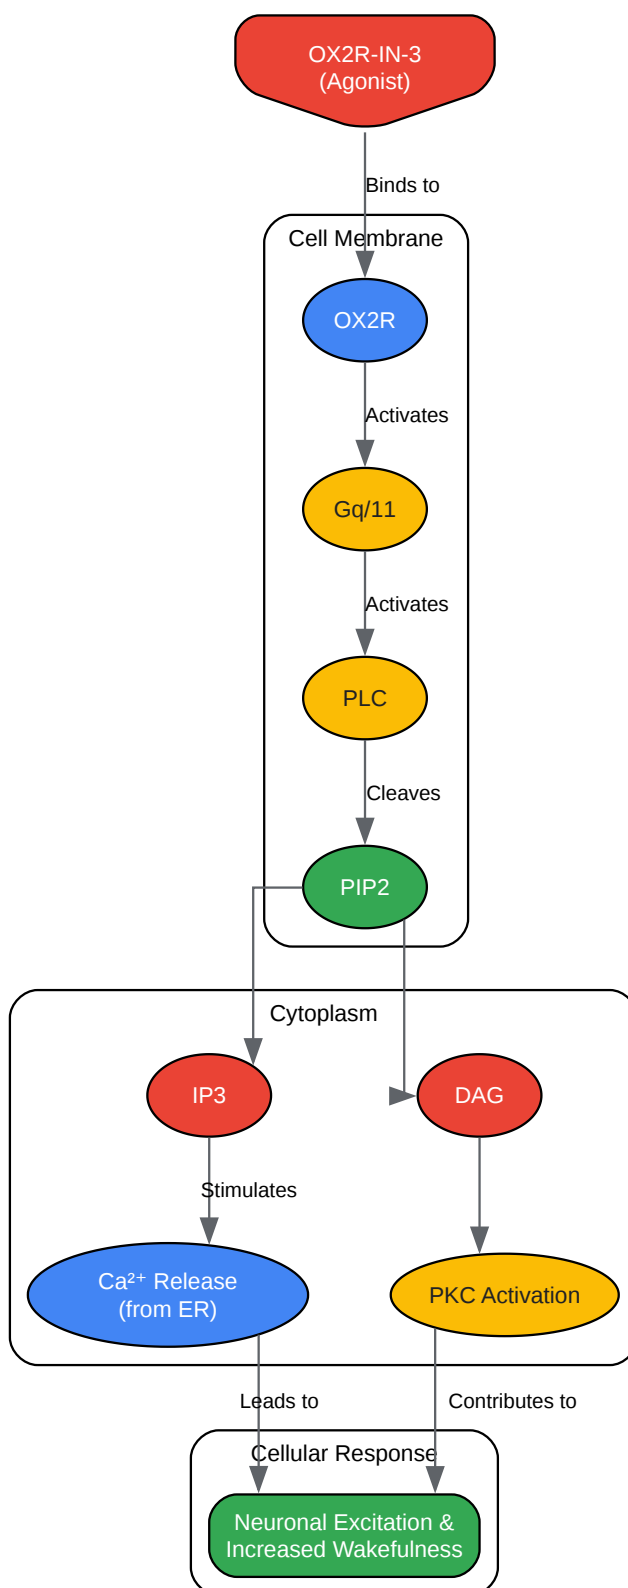 OX2R-IN-3
(Agonist)
Binds to
Cell Membrane
OX2R
Activates
Gq/11
Activates
PLC
Cleaves
PIP2
Cytoplasm
IP3
DAG
Stimulates
Ca²⁺ Release
(from ER)
PKC Activation
Leads to
Contributes to
Cellular Response
Neuronal Excitation &
Increased Wakefulness